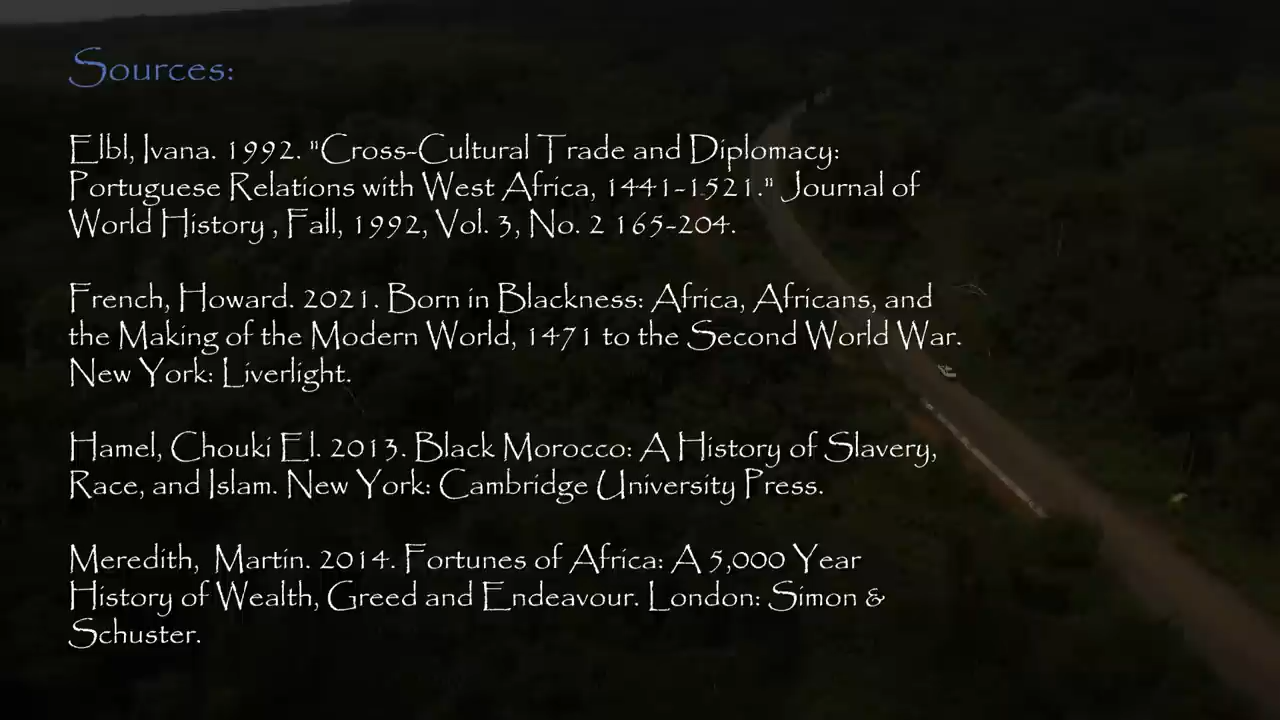 Sources:
Elbl, Ivana. 1992. "Cross-Cultural Trade and Diplomacy:
Portuguese Relations with West Africa, 1441-1521." Journal of
World History , Fall, 1992, Vol. 3, No. 2 165-204.
French, Howard. 2021. Born in Blackness: Africa, Africans, and
the Making of the Modern World, 1471 to the Second World War.
New York: Liverlight.
Hamel, Chouki El. 2013. Black Morocco: A History of Slavery,
Race, and Islam. New York: Cambridge University Press.
Meredith, Martin. 2014. Fortunes of Africa: A 5,000 Year
History of Wealth, Greed and Endeavour. London: Simon &
Schuster.